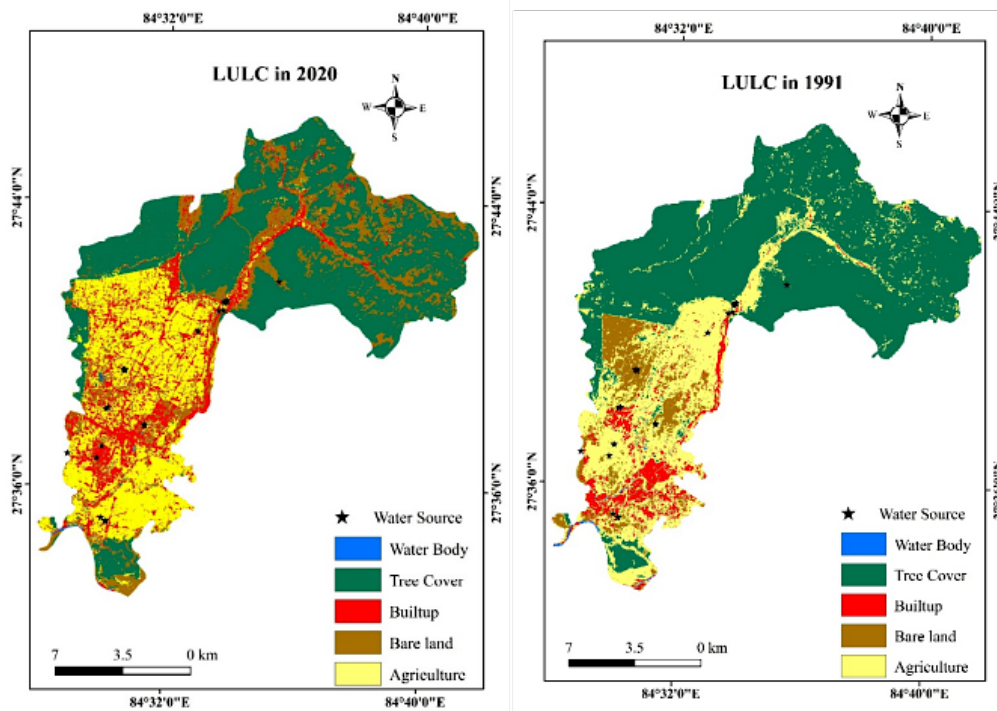 84°32'0"E 84°40'0"E
LULC in 2020
N
W E
S
27°44'0"N
27°44'0"N
27°36'0"N
27°36'0"N
Water Source
Water Body
Tree Cover
Builtup
Bare land
Agriculture
7 3.5 0 km
84°32'0"E 84°40'0"E
84°32'0"E 84°40'0"E
LULC in 1991
N
W E
S
27°44'0"N
27°36'0"N
Water Source
Water Body
Tree Cover
Builtup
Bare land
Agriculture
7 3.5 0 km
84°32'0"E 84°40'0"E